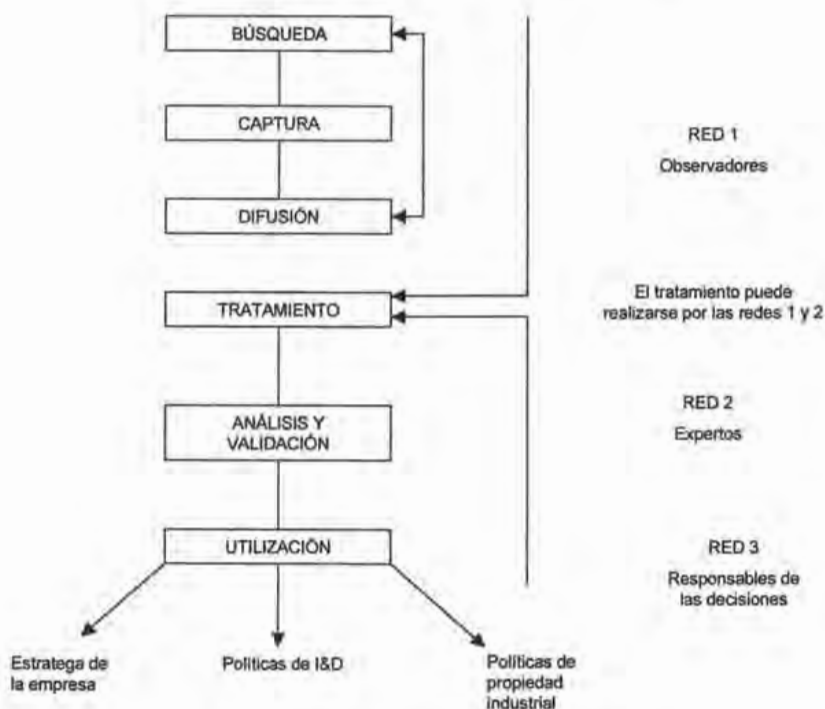 BÚSQUEDA
CAPTURA
RED 1
Observadores
DIFUSIÓN
TRATAMIENTO
El tratamiento puede
realizarse por las redes 1 y 2
ANÁLISIS Y
VALIDACIÓN
RED 2
Expertos
UTILIZACIÓN
RED 3
Responsables de
las decisiones
Estratega de
la empresa
Políticas de I&D
Políticas de
propiedad
industrial